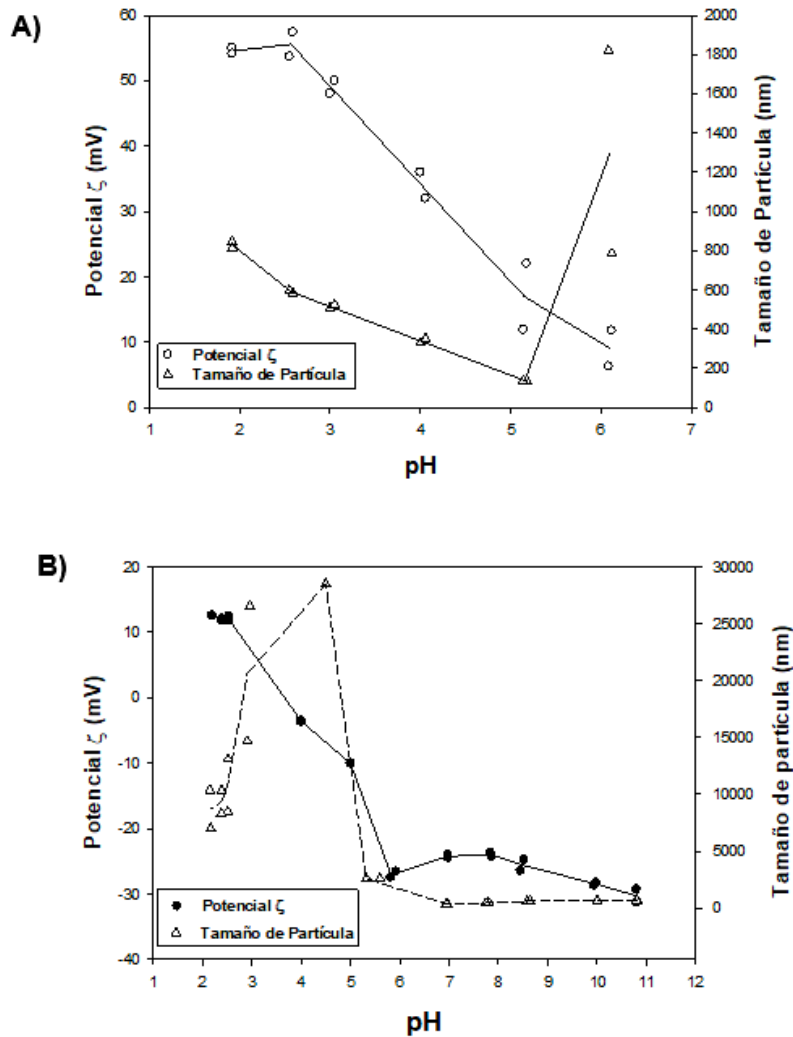 A)
60
50
40
30
20
10
0
Potencial ζ (mV)
2000
1800
1600
1400
1200
1000
800
600
400
200
0
Tamaño de Partícula (nm)
Potencial ζ
Tamaño de Partícula
1 2 3 4 5 6 7
pH
B)
20
10
0
-10
-20
-30
-40
Potencial ζ (mV)
30000
25000
20000
15000
10000
5000
0
Tamaño de partícula (nm)
Potencial ζ
Tamaño de Partícula
1 2 3 4 5 6 7 8 9 10 11 12
pH